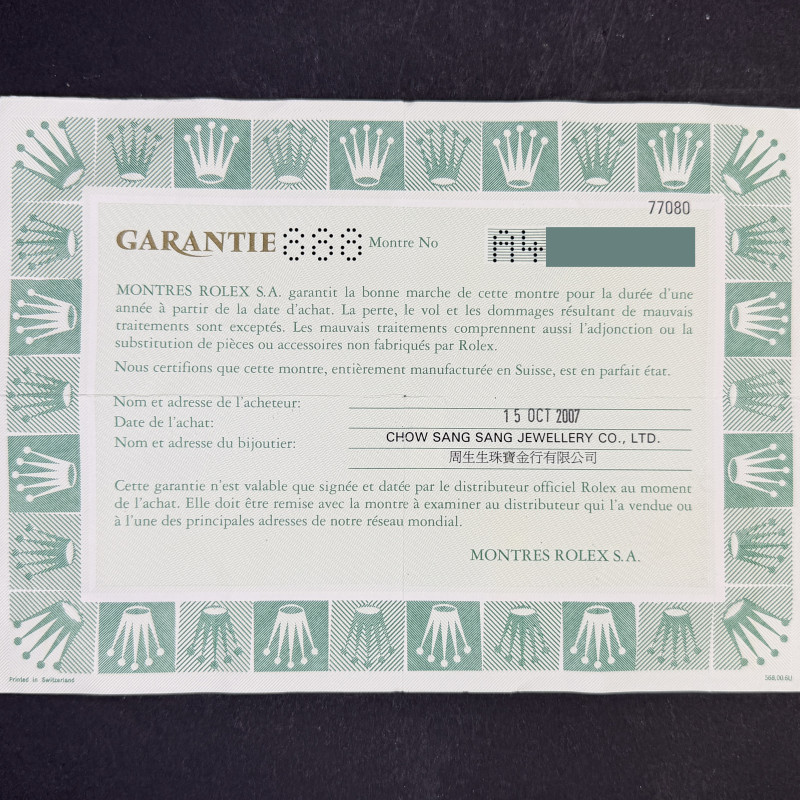 77080
GARANTIE 888 Montre No A4
MONTRES ROLEX S.A. garantit la bonne marche de cette montre pour la durée d'une
année à partir de la date d'achat. La perte, le vol et les dommages résultant de mauvais
traitements sont exceptés. Les mauvais traitements comprennent aussi l'adjonction ou la
substitution de pièces ou accessoires non fabriqués par Rolex.
Nous certifions que cette montre, entièrement manufacturée en Suisse, est en parfait état.
Nom et adresse de l'acheteur:
Date de l'achat: 15 OCT 2007
Nom et adresse du bijoutier: CHOW SANG SANG JEWELLERY CO., LTD.
周生生珠寶金行有限公司
Cette garantie n'est valable que signée et datée par le distributeur officiel Rolex au moment
de l'achat. Elle doit être remise avec la montre à examiner au distributeur qui l'a vendue ou
à l'une des principales adresses de notre réseau mondial.
MONTRES ROLEX S.A.
Printed in Switzerland